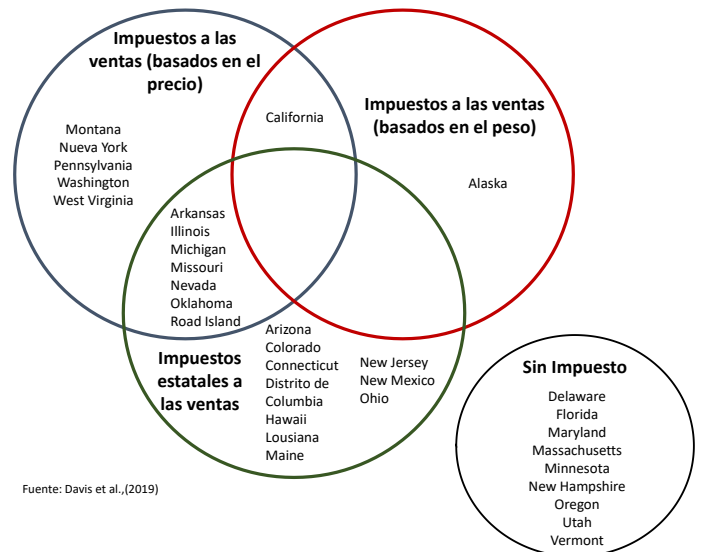 Impuestos a las
ventas (basados en el
precio)
Montana
Nueva York
Pennsylvania
Washington
West Virginia
California
Impuestos a las ventas
(basados en el peso)
Alaska
Arkansas
Illinois
Michigan
Missouri
Nevada
Oklahoma
Road Island
Impuestos
estatales a
las ventas
Arizona
Colorado
Connecticut
Distrito de
Columbia
Hawaii
Lousiana
Maine
New Jersey
New Mexico
Ohio
Sin Impuesto
Delaware
Florida
Maryland
Massachusetts
Minnesota
New Hampshire
Oregon
Utah
Vermont
Fuente: Davis et al.,(2019)